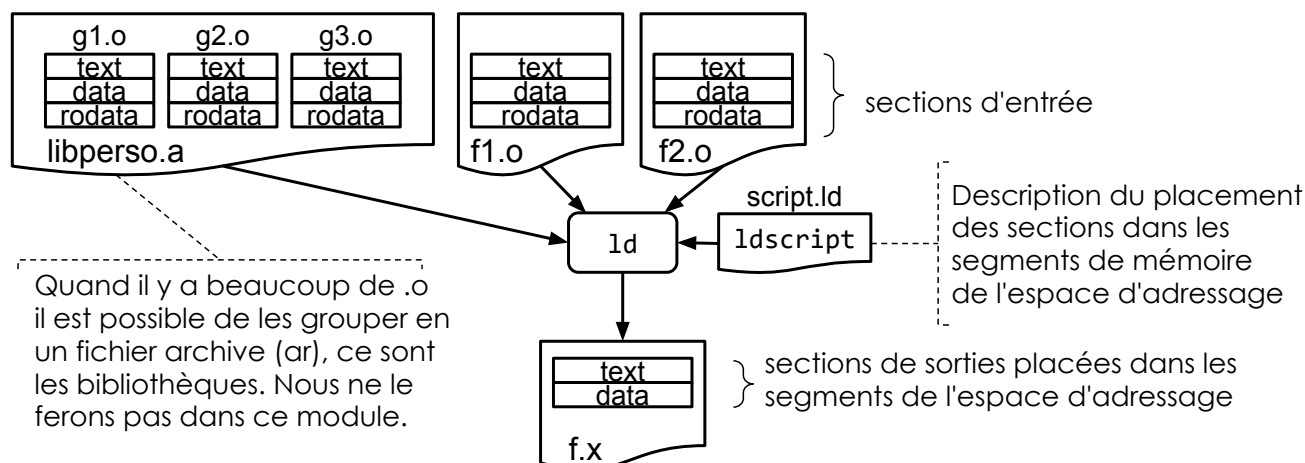 g1.o g2.o g3.o
text text text
data data data
rodata rodata rodata
libperso.a
text
data
rodata
f1.o
text
data
rodata
f2.o
sections d'entrée
script.ld
ldscript
ld
Description du placement
des sections dans les
segments de mémoire
de l'espace d'adressage
Quand il y a beaucoup de .o
il est possible de les grouper en
un fichier archive (ar), ce sont
les bibliothèques. Nous ne le
ferons pas dans ce module.
text
data
f.x
sections de sorties placées dans les
segments de l'espace d'adressage